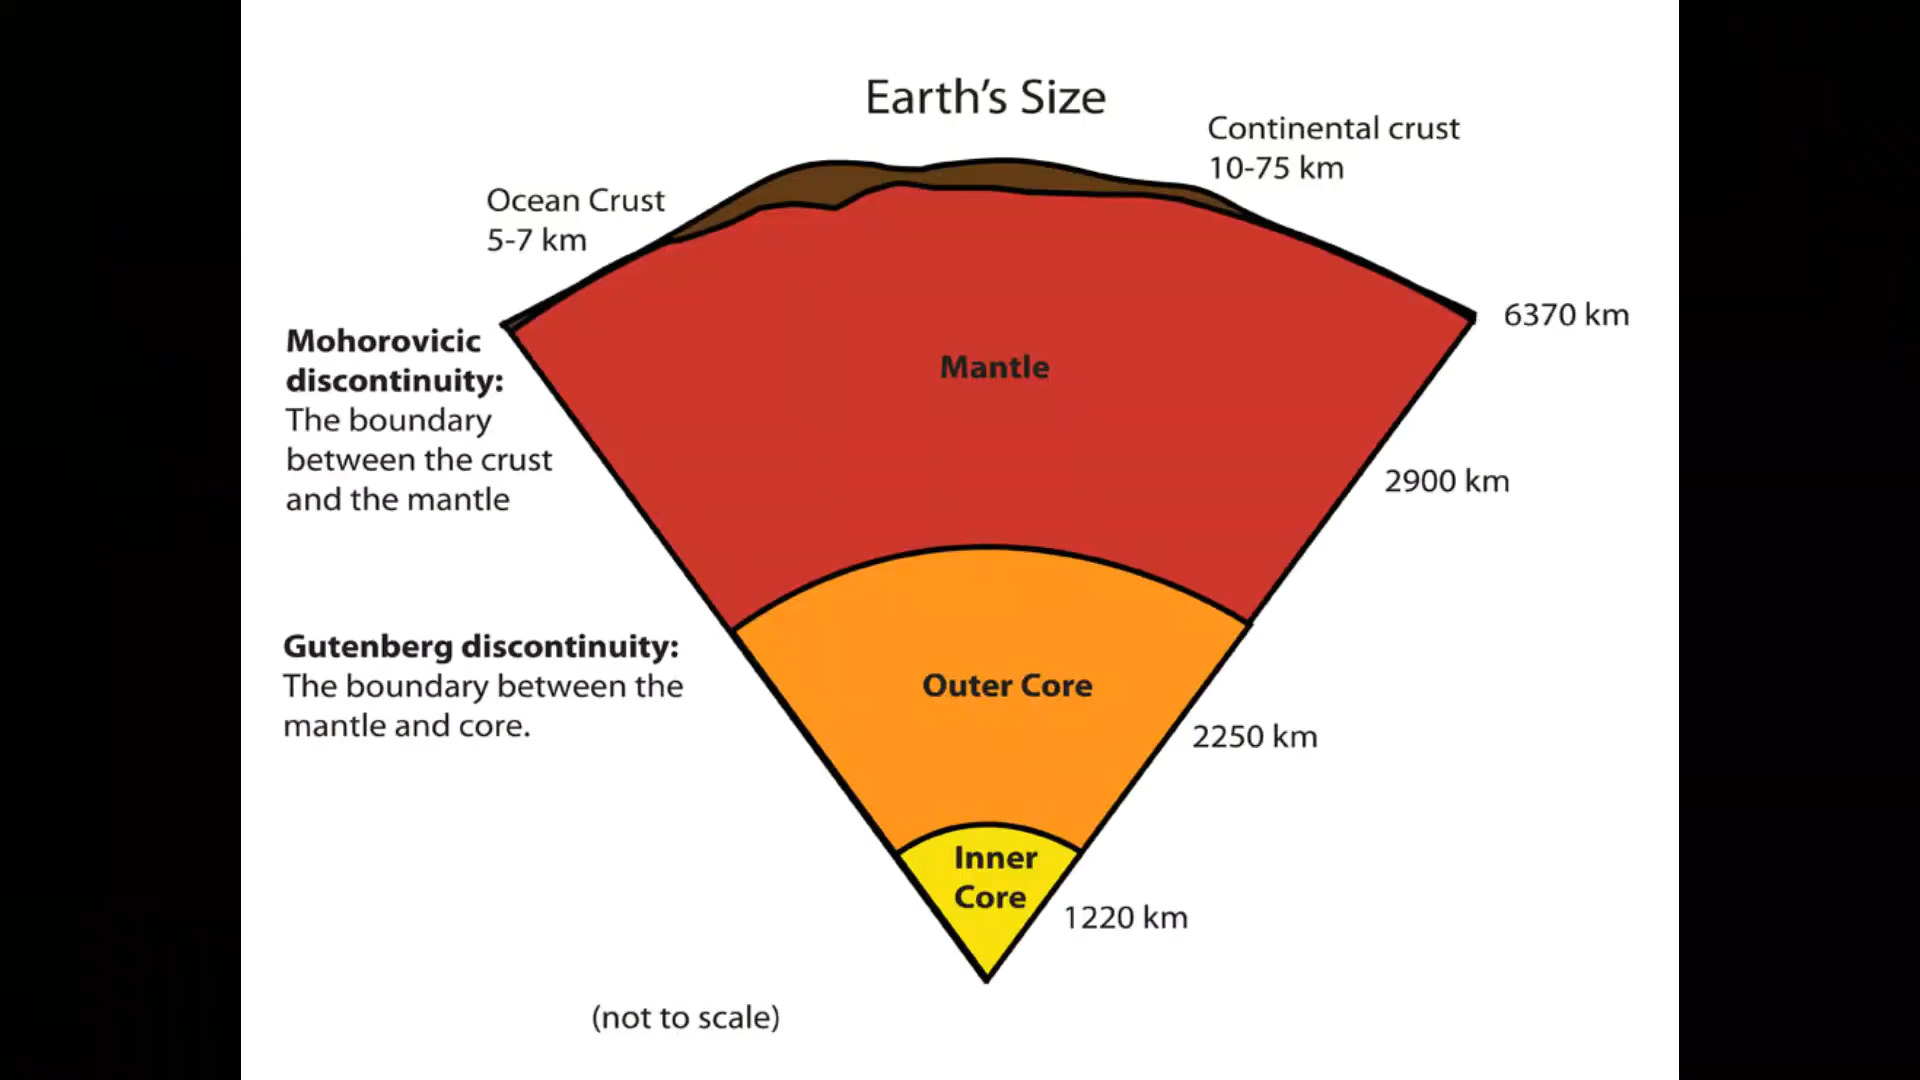 Earth's Size
Continental crust
10-75 km
Ocean Crust
5-7 km
6370 km
Mohorovicic
discontinuity:
The boundary
between the crust
and the mantle
Mantle
2900 km
Gutenberg discontinuity:
The boundary between the
mantle and core.
Outer Core
2250 km
Inner
Core
1220 km
(not to scale)